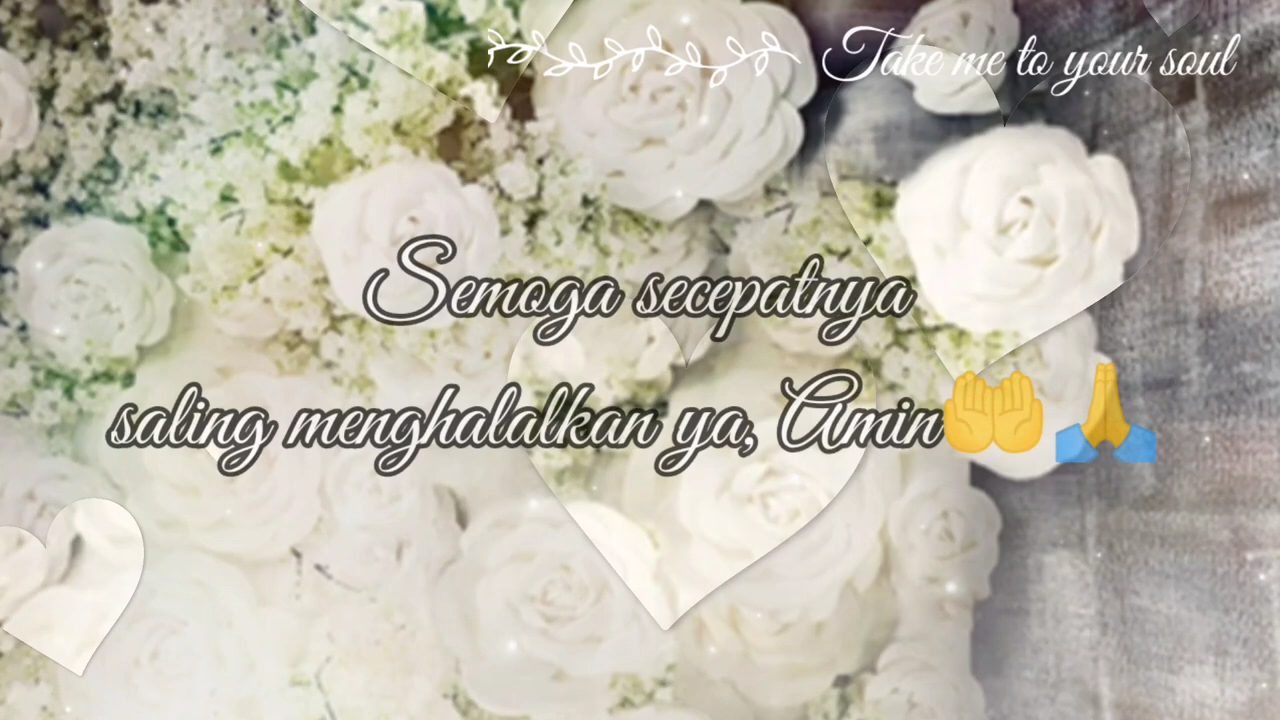 Take me to your soul
Semoga secepatnya
saling menghalalkan ya, Amin🤲🙏